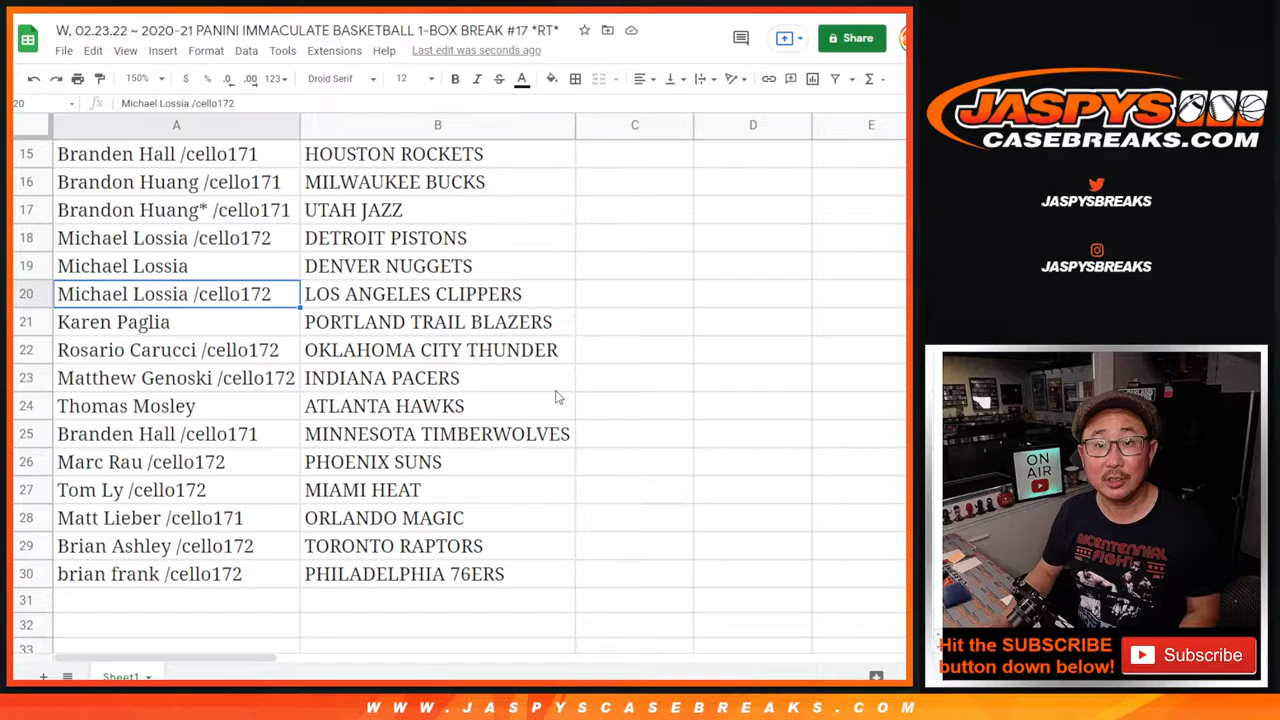 W, 02.23.22 ~ 2020-21 PANINI IMMACULATE BASKETBALL 1-BOX BREAK #17 *RT*
File Edit View Insert Format Data Tools Extensions Help Last edit was seconds ago
Share
150% $ % .0 .00 123 Droid Serif 12 B I S A
20 fx Michael Lossia /cello172
A B C D E
15 Branden Hall /cello171 HOUSTON ROCKETS
16 Brandon Huang /cello171 MILWAUKEE BUCKS
17 Brandon Huang* /cello171 UTAH JAZZ
18 Michael Lossia /cello172 DETROIT PISTONS
19 Michael Lossia DENVER NUGGETS
20 Michael Lossia /cello172 LOS ANGELES CLIPPERS
21 Karen Paglia PORTLAND TRAIL BLAZERS
22 Rosario Carucci /cello172 OKLAHOMA CITY THUNDER
23 Matthew Genoski /cello172 INDIANA PACERS
24 Thomas Mosley ATLANTA HAWKS
25 Branden Hall /cello171 MINNESOTA TIMBERWOLVES
26 Marc Rau /cello172 PHOENIX SUNS
27 Tom Ly /cello172 MIAMI HEAT
28 Matt Lieber /cello171 ORLANDO MAGIC
29 Brian Ashley /cello172 TORONTO RAPTORS
30 brian frank /cello172 PHILADELPHIA 76ERS
31
32
33
Sheet1
JASPYS
CASEBREAKS.COM
JASPYSBREAKS
JASPYSBREAKS
ON
AIR
BICENTENNIAL
FIGHT
Hit the SUBSCRIBE
button down below!
Subscribe
WWW.JASPYSCASEBREAKS.COM